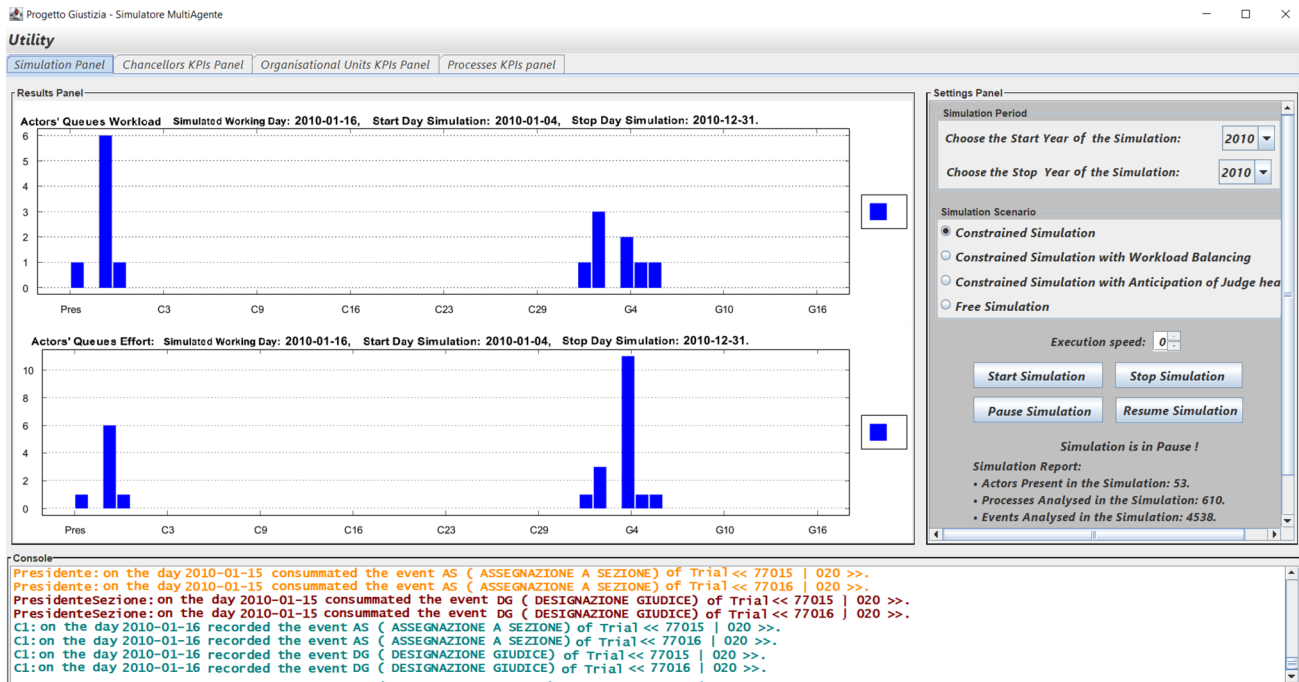 Progetto Giustizia - Simulatore MultiAgente
Utility
Simulation Panel Chancellors KPIs Panel Organisational Units KPIs Panel Processes KPIs panel
Results Panel
Actors' Queues Workload Simulated Working Day: 2010-01-16, Start Day Simulation: 2010-01-04, Stop Day Simulation: 2010-12-31.
6
5
4
3
2
1
0
Pres C3 C9 C16 C23 C29 G4 G10 G16
Actors' Queues Effort: Simulated Working Day: 2010-01-16, Start Day Simulation: 2010-01-04, Stop Day Simulation: 2010-12-31.
10
8
6
4
2
0
Pres C3 C9 C16 C23 C29 G4 G10 G16
Settings Panel
Simulation Period
Choose the Start Year of the Simulation: 2010
Choose the Stop Year of the Simulation: 2010
Simulation Scenario
Constrained Simulation
Constrained Simulation with Workload Balancing
Constrained Simulation with Anticipation of Judge hea
Free Simulation
Execution speed: 0
Start Simulation Stop Simulation
Pause Simulation Resume Simulation
Simulation is in Pause !
Simulation Report:
• Actors Present in the Simulation: 53.
• Processes Analysed in the Simulation: 610.
• Events Analysed in the Simulation: 4538.
Console
Presidente: on the day 2010-01-15 consummated the event AS ( ASSEGNAZIONE A SEZIONE) of Trial << 77015 | 020 >>.
Presidente: on the day 2010-01-15 consummated the event AS ( ASSEGNAZIONE A SEZIONE) of Trial << 77016 | 020 >>.
PresidenteSezione: on the day 2010-01-15 consummated the event DG ( DESIGNAZIONE GIUDICE) of Trial << 77015 | 020 >>.
PresidenteSezione: on the day 2010-01-15 consummated the event DG ( DESIGNAZIONE GIUDICE) of Trial << 77016 | 020 >>.
C1: on the day 2010-01-16 recorded the event AS ( ASSEGNAZIONE A SEZIONE) of Trial << 77015 | 020 >>.
C1: on the day 2010-01-16 recorded the event AS ( ASSEGNAZIONE A SEZIONE) of Trial << 77016 | 020 >>.
C1: on the day 2010-01-16 recorded the event DG ( DESIGNAZIONE GIUDICE) of Trial << 77015 | 020 >>.
C1: on the day 2010-01-16 recorded the event DG ( DESIGNAZIONE GIUDICE) of Trial << 77016 | 020 >>.